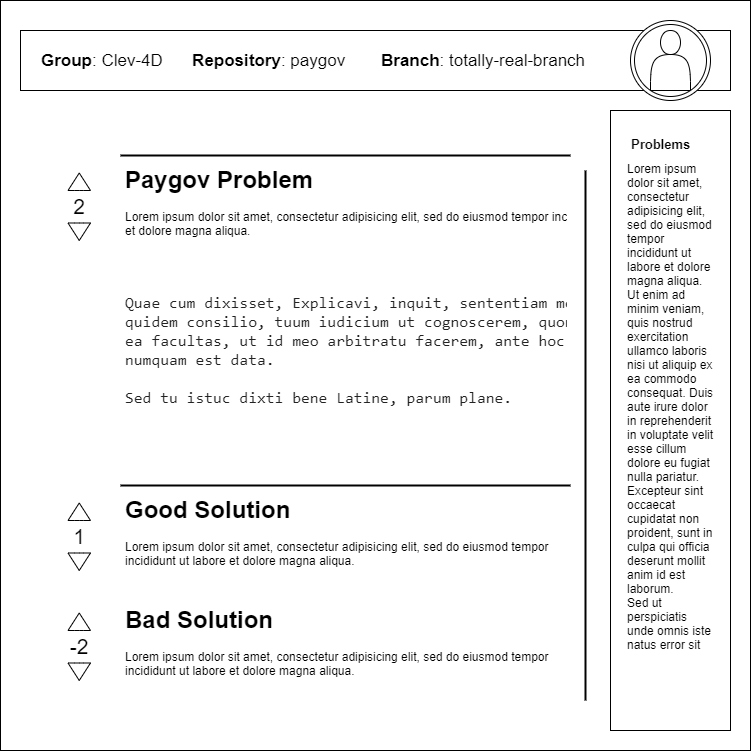 Group: Clev-4D Repository: paygov Branch: totally-real-branch
Paygov Problem
2
Lorem ipsum dolor sit amet, consectetur adipisicing elit, sed do eiusmod tempor inc
et dolore magna aliqua.
Quae cum dixisset, Explicavi, inquit, sententiam m
quidem consilio, tuum iudicium ut cognoscerem, quo
ea facultas, ut id meo arbitratu facerem, ante hoc
numquam est data.
Sed tu istuc dixti bene Latine, parum plane.
Good Solution
1
Lorem ipsum dolor sit amet, consectetur adipisicing elit, sed do eiusmod tempor
incididunt ut labore et dolore magna aliqua.
Bad Solution
-2
Lorem ipsum dolor sit amet, consectetur adipisicing elit, sed do eiusmod tempor
incididunt ut labore et dolore magna aliqua.
Problems
Lorem ipsum
dolor sit amet,
consectetur
adipisicing elit,
sed do eiusmod
tempor
incididunt ut
labore et dolore
magna aliqua.
Ut enim ad
minim veniam,
quis nostrud
exercitation
ullamco laboris
nisi ut aliquip ex
ea commodo
consequat. Duis
aute irure dolor
in reprehenderit
in voluptate velit
esse cillum
dolore eu fugiat
nulla pariatur.
Excepteur sint
occaecat
cupidatat non
proident, sunt in
culpa qui officia
deserunt mollit
anim id est
laborum.
Sed ut
perspiciatis
unde omnis iste
natus error sit